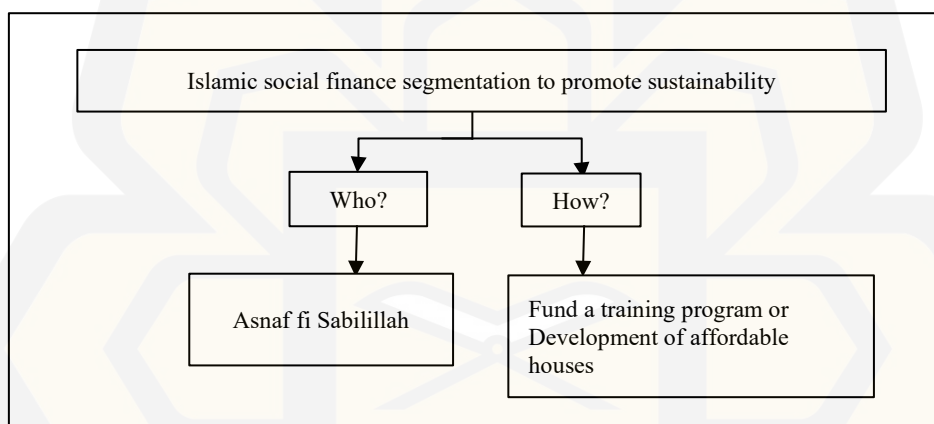 Islamic social finance segmentation to promote sustainability
Who?
How?
Asnaf fi Sabilillah
Fund a training program or
Development of affordable
houses